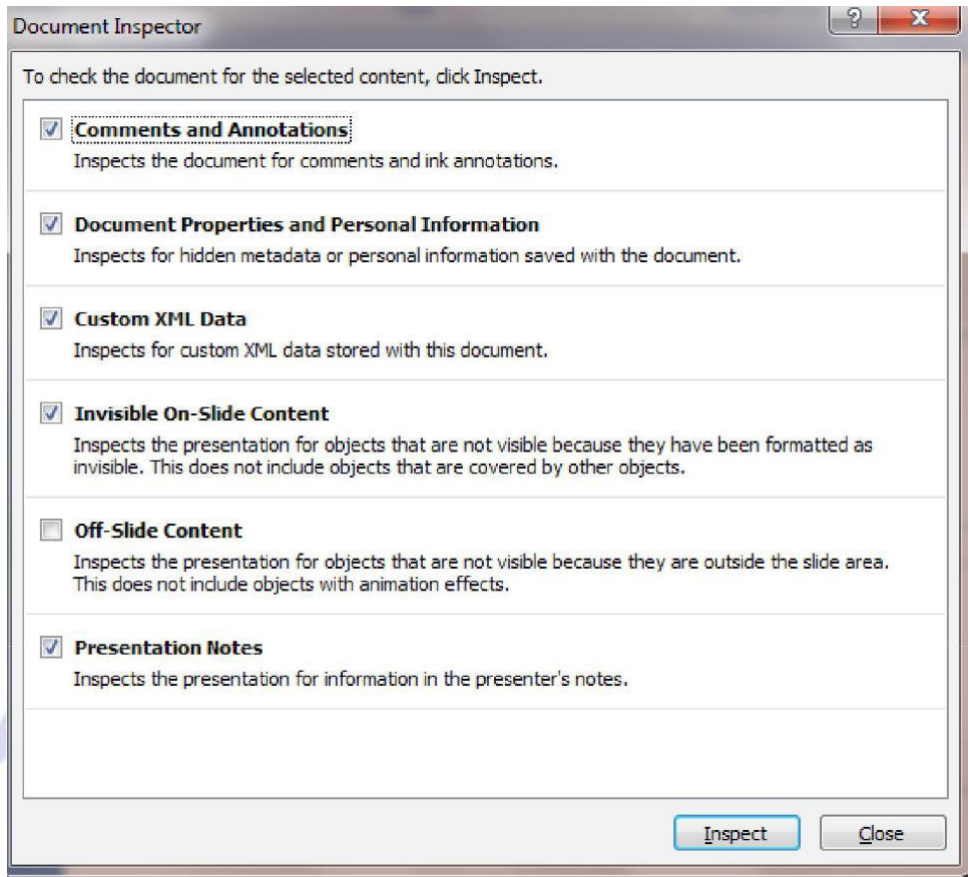 Document Inspector
To check the document for the selected content, click Inspect.
Comments and Annotations
Inspects the document for comments and ink annotations.
Document Properties and Personal Information
Inspects for hidden metadata or personal information saved with the document.
Custom XML Data
Inspects for custom XML data stored with this document.
Invisible On-Slide Content
Inspects the presentation for objects that are not visible because they have been formatted as
invisible. This does not include objects that are covered by other objects.
Off-Slide Content
Inspects the presentation for objects that are not visible because they are outside the slide area.
This does not include objects with animation effects.
Presentation Notes
Inspects the presentation for information in the presenter's notes.
Inspect
Close